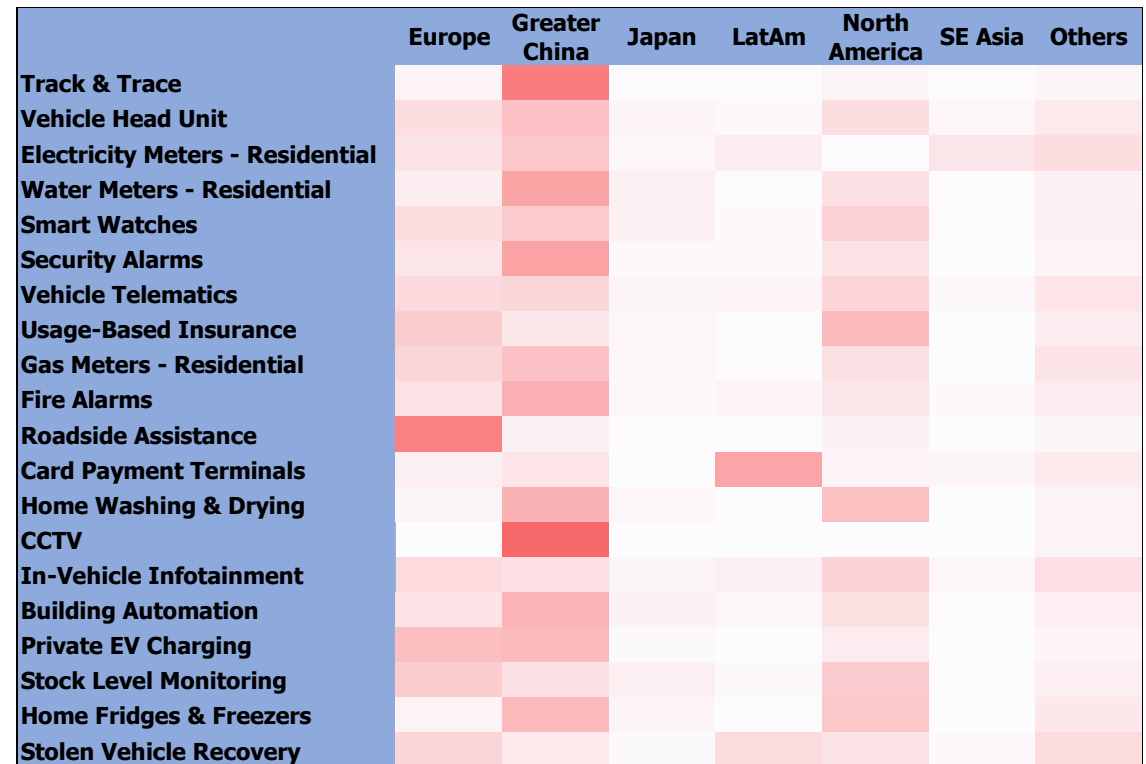 Europe Greater China Japan LatAm North America SE Asia Others
Track & Trace
Vehicle Head Unit
Electricity Meters - Residential
Water Meters - Residential
Smart Watches
Security Alarms
Vehicle Telematics
Usage-Based Insurance
Gas Meters - Residential
Fire Alarms
Roadside Assistance
Card Payment Terminals
Home Washing & Drying
CCTV
In-Vehicle Infotainment
Building Automation
Private EV Charging
Stock Level Monitoring
Home Fridges & Freezers
Stolen Vehicle Recovery